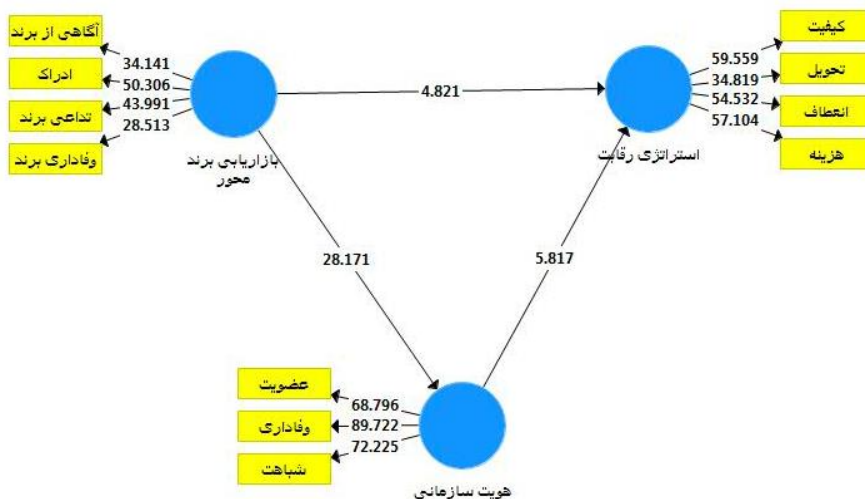 آگاهی از برند
ادراک
تداعی برند
وفاداری برند
34.141
50.306
43.991
28.513
بازاریابی برند
محور
4.821
کیفیت
تحویل
انعطاف
هزینه
59.559
34.819
54.532
57.104
استراتژی رقابت
28.171
5.817
عضویت
وفاداری
شباهت
68.796
89.722
72.225
هویت سازمانی